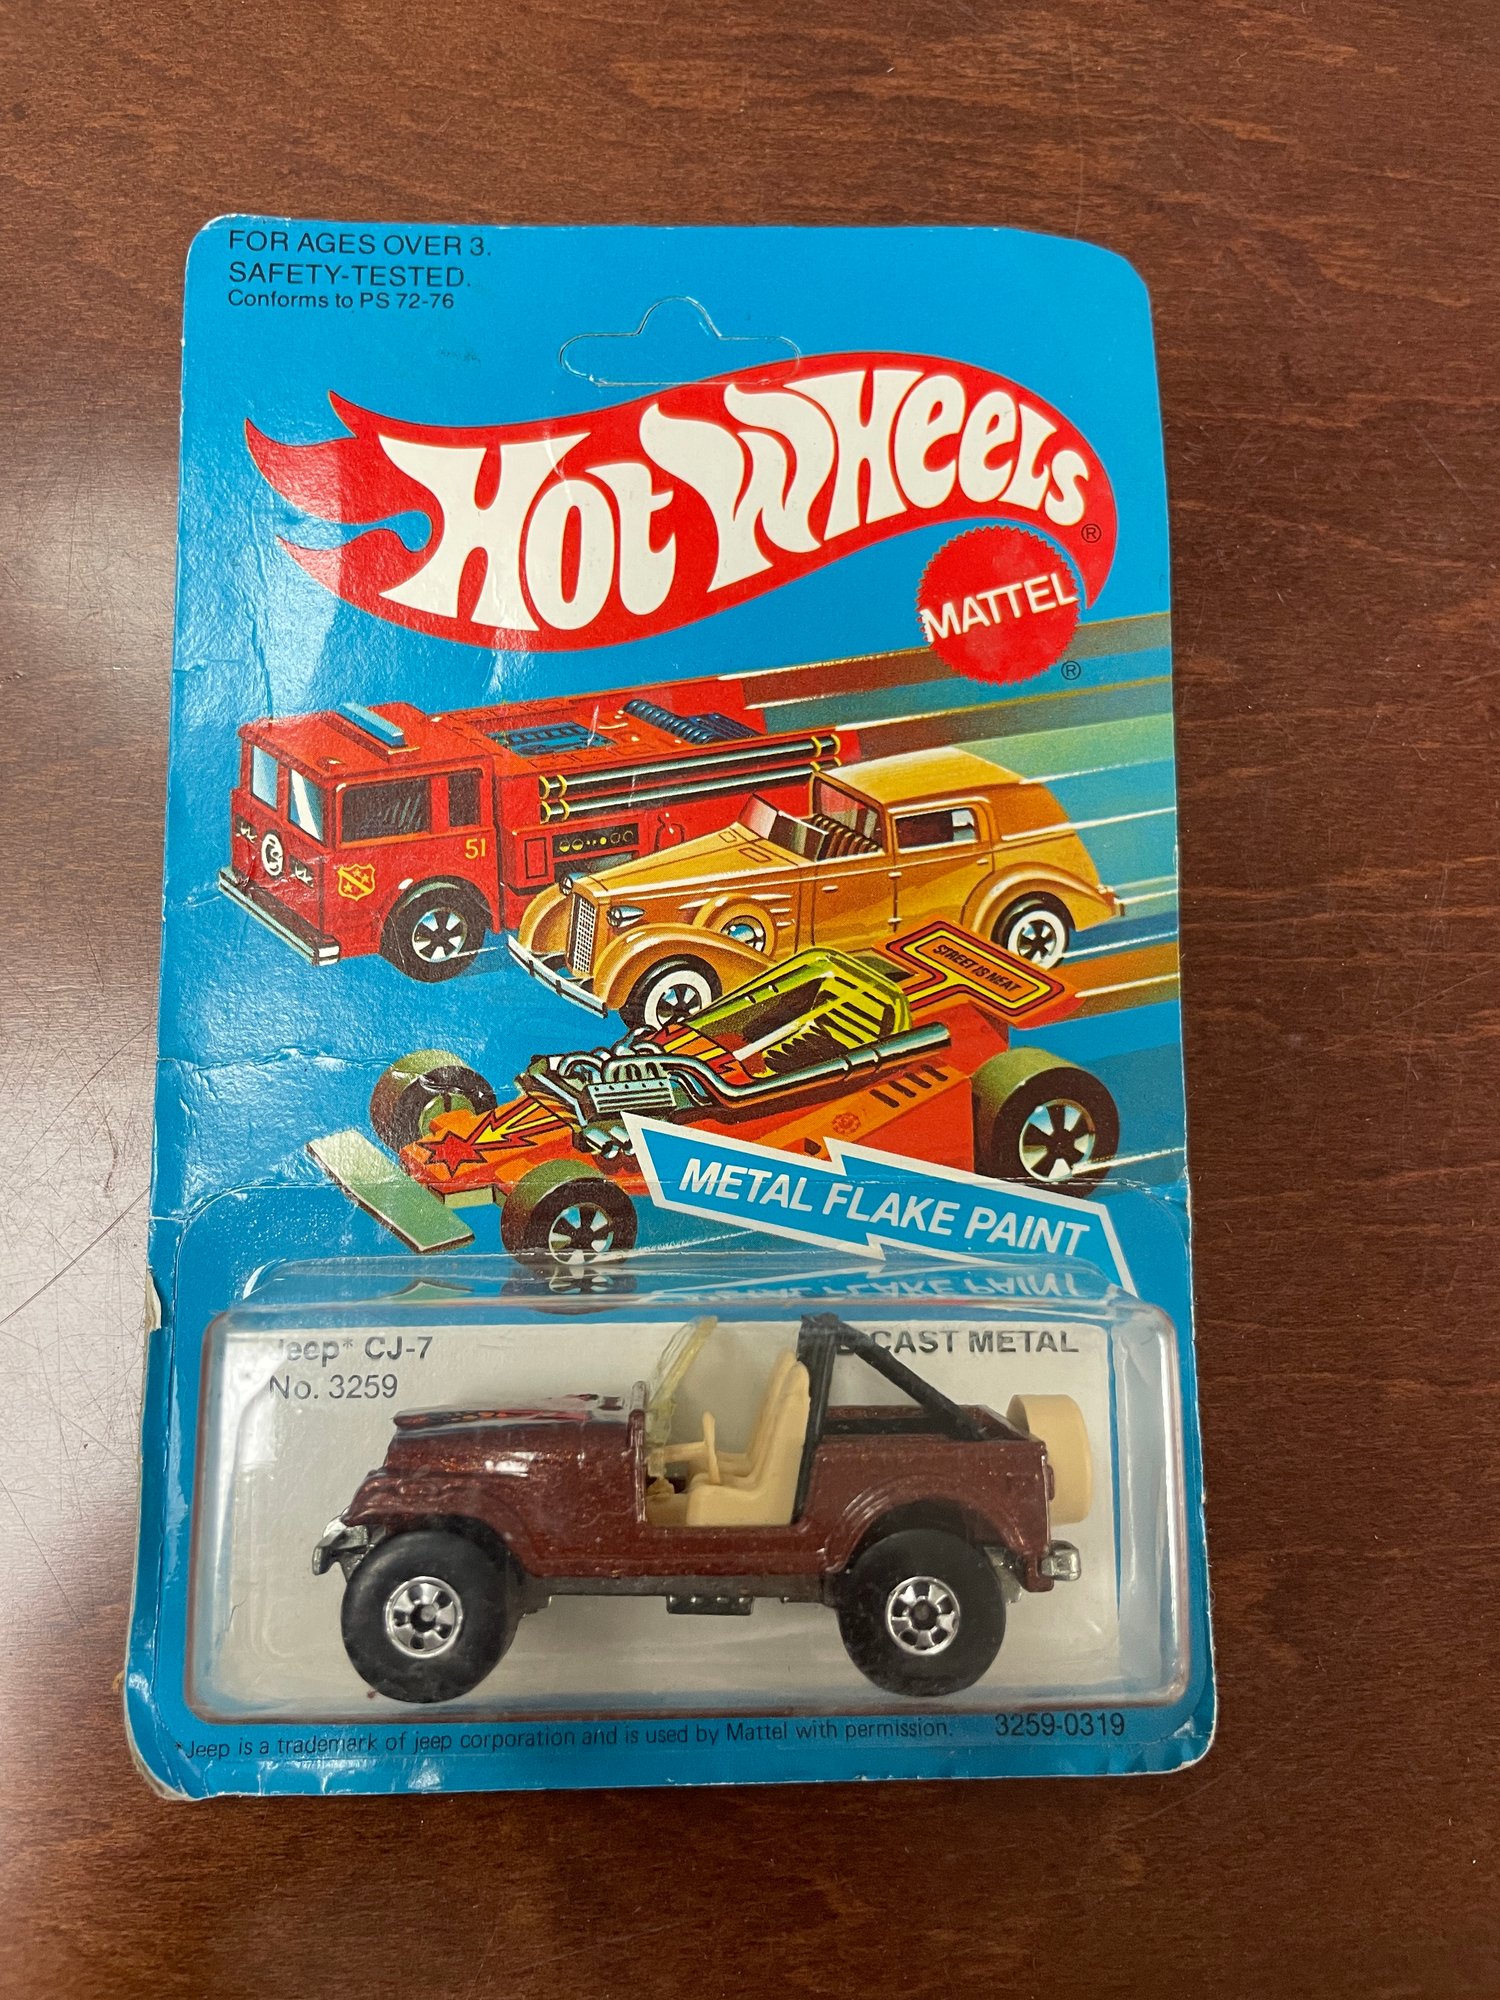 FOR AGES OVER 3.
SAFETY-TESTED.
Conforms to PS 72-76
HOT WHEELS®
MATTEL
®
51
STREET IS NEAT
METAL FLAKE PAINT
Jeep* CJ-7
No. 3259
CAST METAL
*Jeep is a trademark of jeep corporation and is used by Mattel with permission.
3259-0319